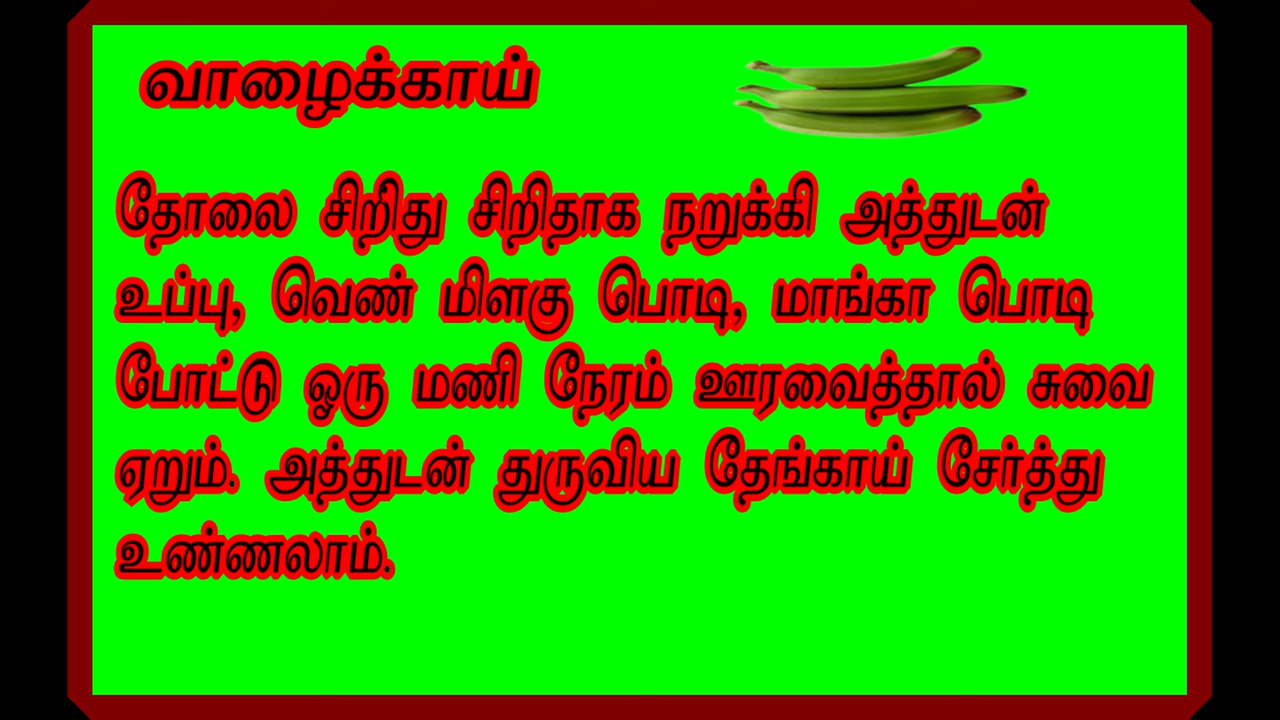 வாழைக்காய்
தோலை சிறிது சிறிதாக நறுக்கி அத்துடன்
உப்பு, வெண் மிளகு பொடி, மாங்கா பொடி
போட்டு ஒரு மணி நேரம் ஊரவைத்தால் சுவை
ஏறும். அத்துடன் துருவிய தேங்காய் சேர்த்து
உண்ணலாம்.